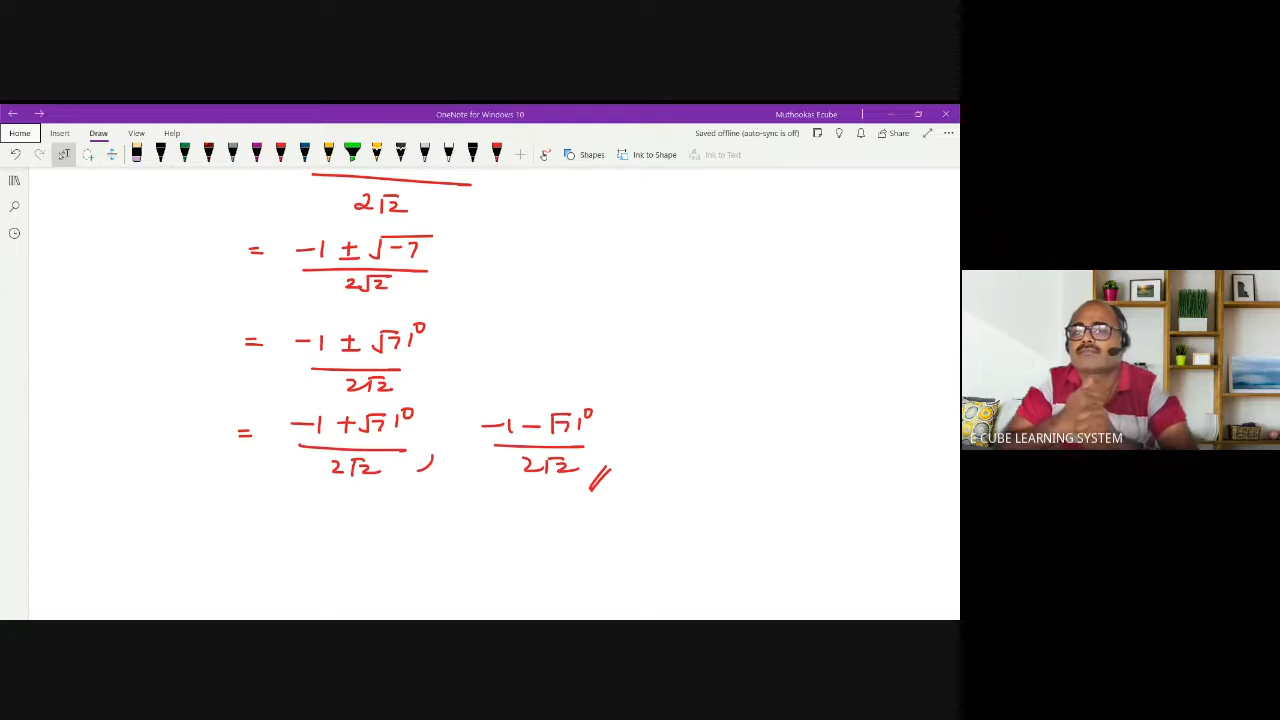 OneNote for Windows 10
Muthookas Ecube
Home Insert Draw View Help
Saved offline (auto-sync is off)
Share
Shapes
Ink to Shape
Ink to Text
2√2
= -1 ± √-7
2√2
= -1 ± √7 i
2√2
= -1 + √7 i
2√2 ,
-1 - √7 i
2√2 //
E CUBE LEARNING SYSTEM